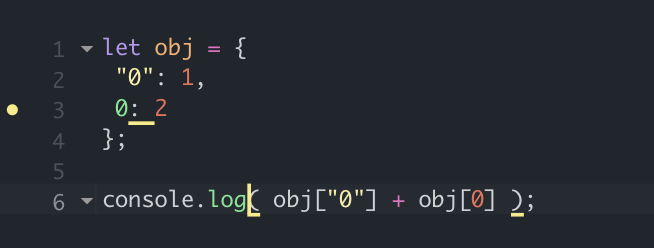 1 let obj = {
2 "0": 1,
3 0: 2
4 };
5
6 console.log( obj["0"] + obj[0] );